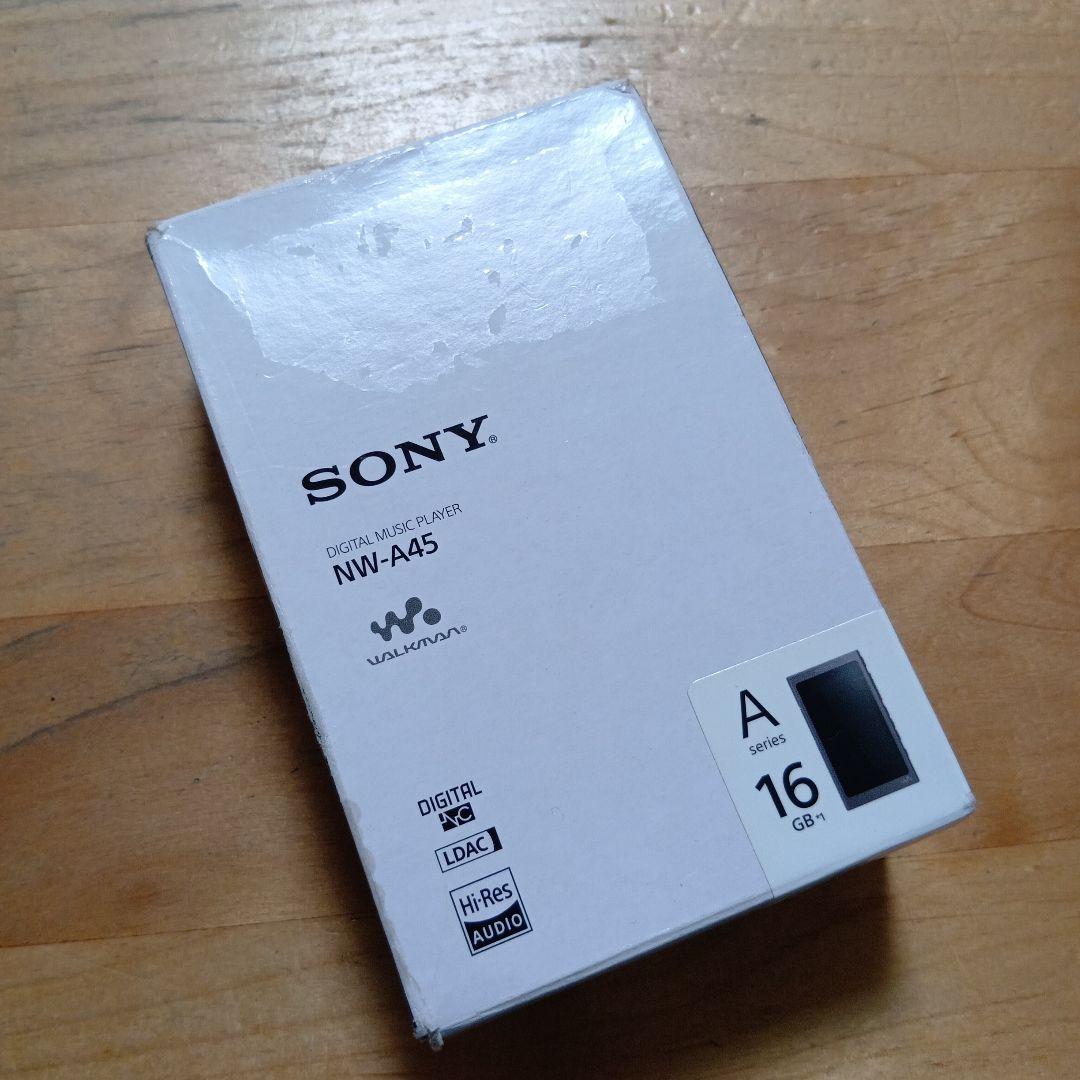 SONY®
DIGITAL MUSIC PLAYER
NW-A45
WALKMAN®
A
series
16
GB*1
DIGITAL
NC
LDAC
Hi-Res
AUDIO